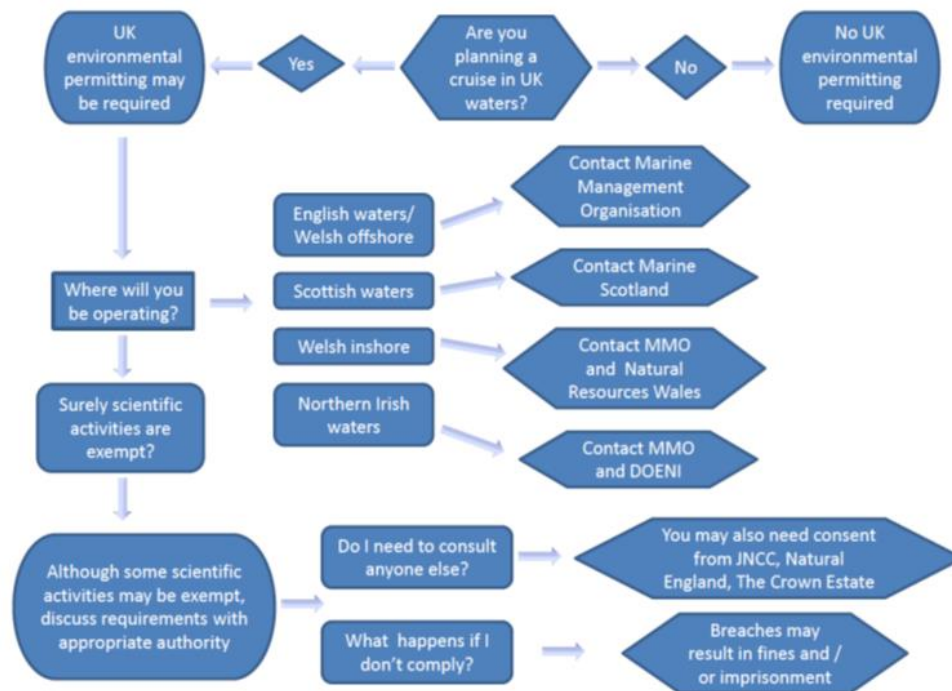 UK
environmental
permitting may
be required
Yes
Are you
planning a
cruise in UK
waters?
No
No UK
environmental
permitting
required
English waters/
Welsh offshore
Contact Marine
Management
Organisation
Where will you
be operating?
Scottish waters
Contact Marine
Scotland
Welsh inshore
Contact MMO
and Natural
Resources Wales
Surely scientific
activities are
exempt?
Northern Irish
waters
Contact MMO
and DOENI
Although some scientific
activities may be exempt,
discuss requirements with
appropriate authority
Do I need to consult
anyone else?
You may also need consent
from JNCC, Natural
England, The Crown Estate
What happens if I
don't comply?
Breaches may
result in fines and /
or imprisonment